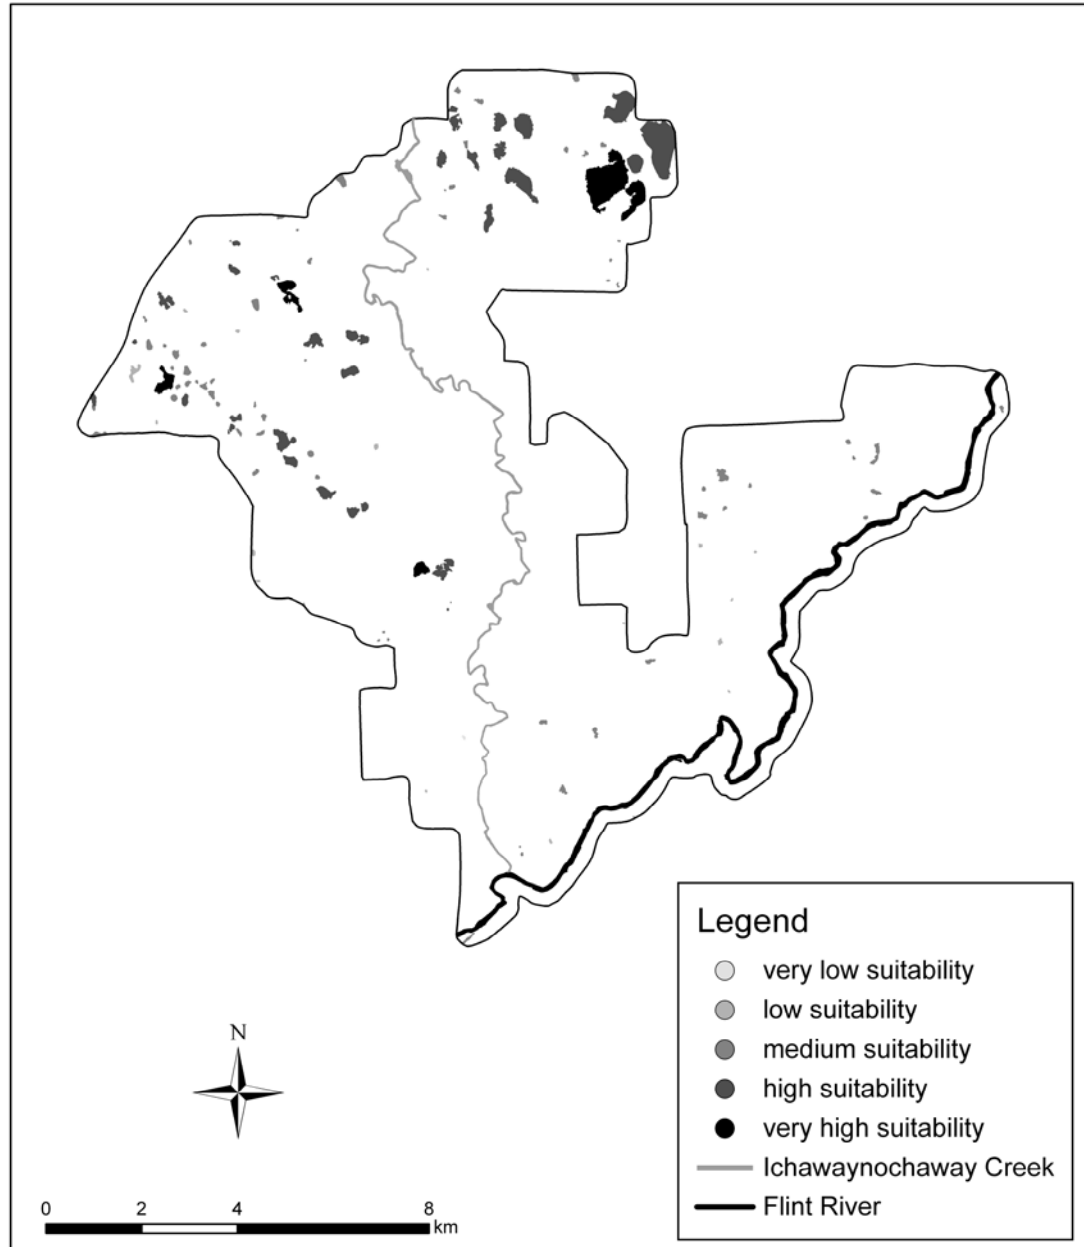 Legend
very low suitability
low suitability
medium suitability
high suitability
very high suitability
Ichawaynochaway Creek
Flint River
N
0 2 4 8
km